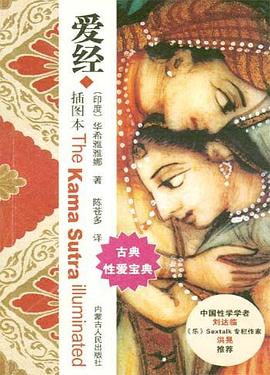 爱经
插图本
The Kama Sutra illuminated
(印度) 华希雅雅娜 著
陈苍多 译
内蒙古人民出版社
古典
性爱宝典
中国性学学者
刘达临
《乐》Sextalk 专栏作家
洪晃
推荐